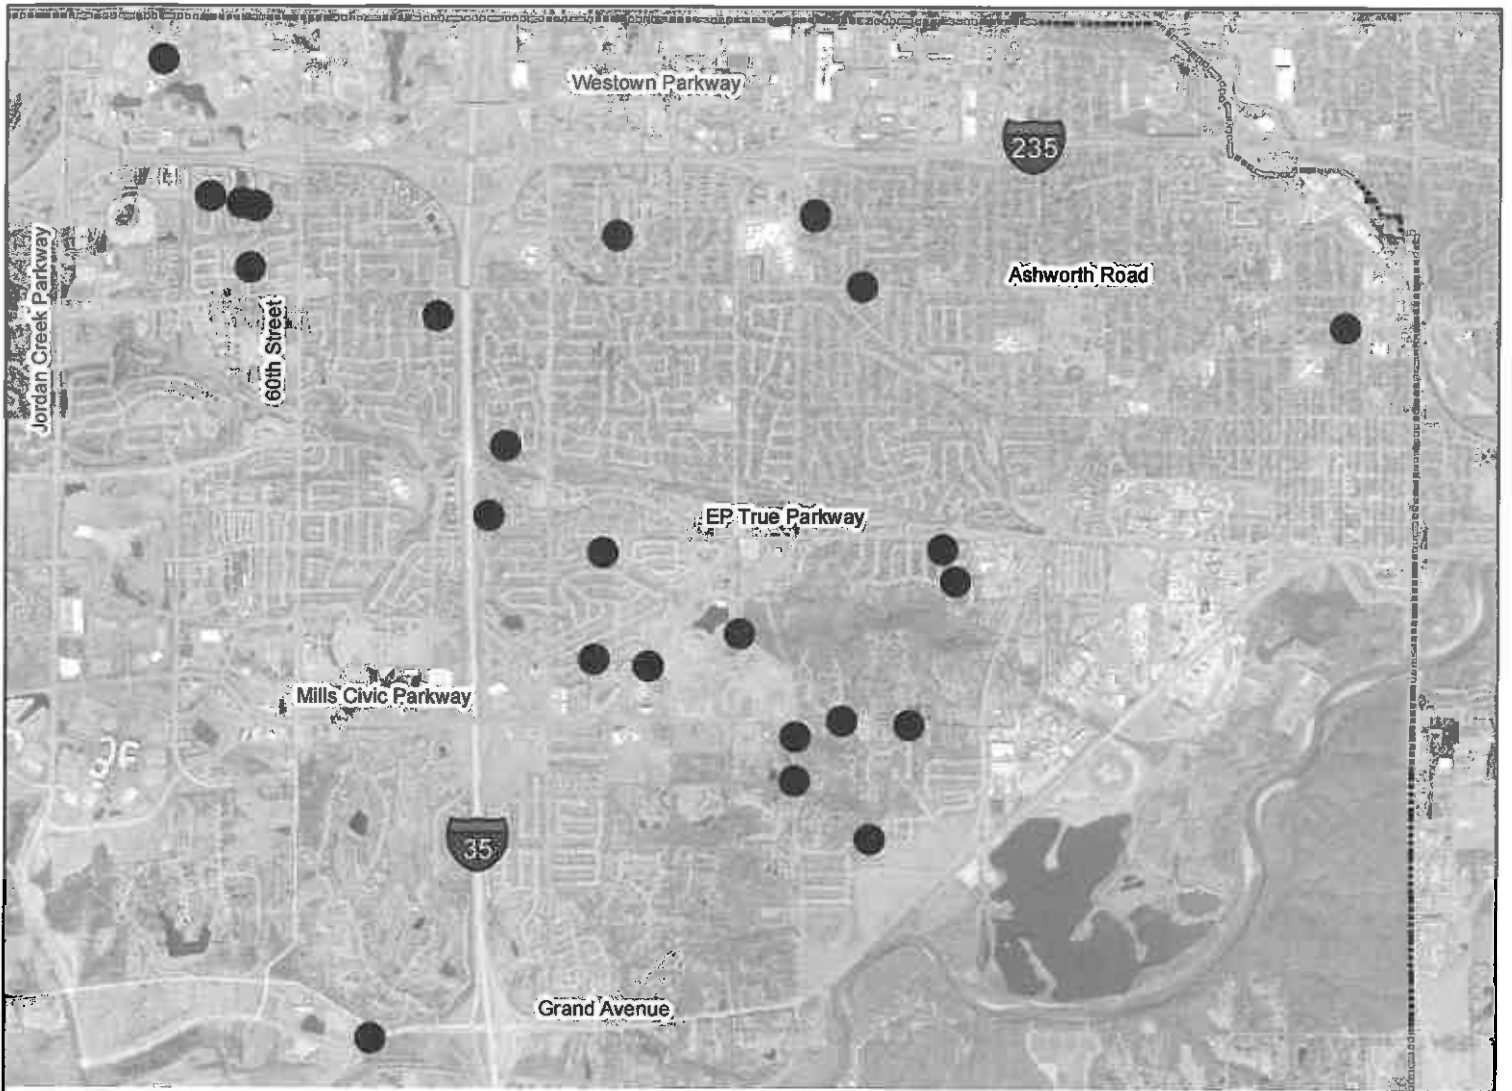 Westown Parkway
235
Ashworth Road
Jordan Creek Parkway
60th Street
EP True Parkway
Mills Civic Parkway
35
Grand Avenue